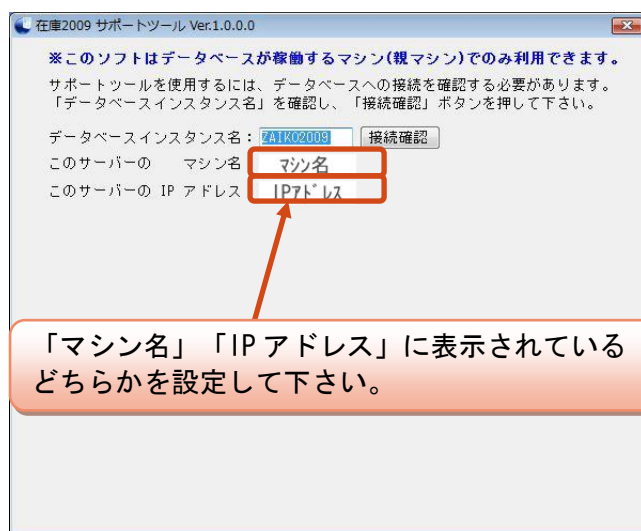 在庫2009 サポートツール Ver.1.0.0.0
※このソフトはデータベースが稼働するマシン(親マシン)でのみ利用できます。
サポートツールを使用するには、データベースへの接続を確認する必要があります。
「データベースインスタンス名」を確認し、「接続確認」ボタンを押して下さい。
データベースインスタンス名： ZAIKO2009 接続確認
このサーバーの マシン名 マシン名
このサーバーの IP アドレス IPアドレス
「マシン名」「IP アドレス」に表示されている
どちらかを設定して下さい。